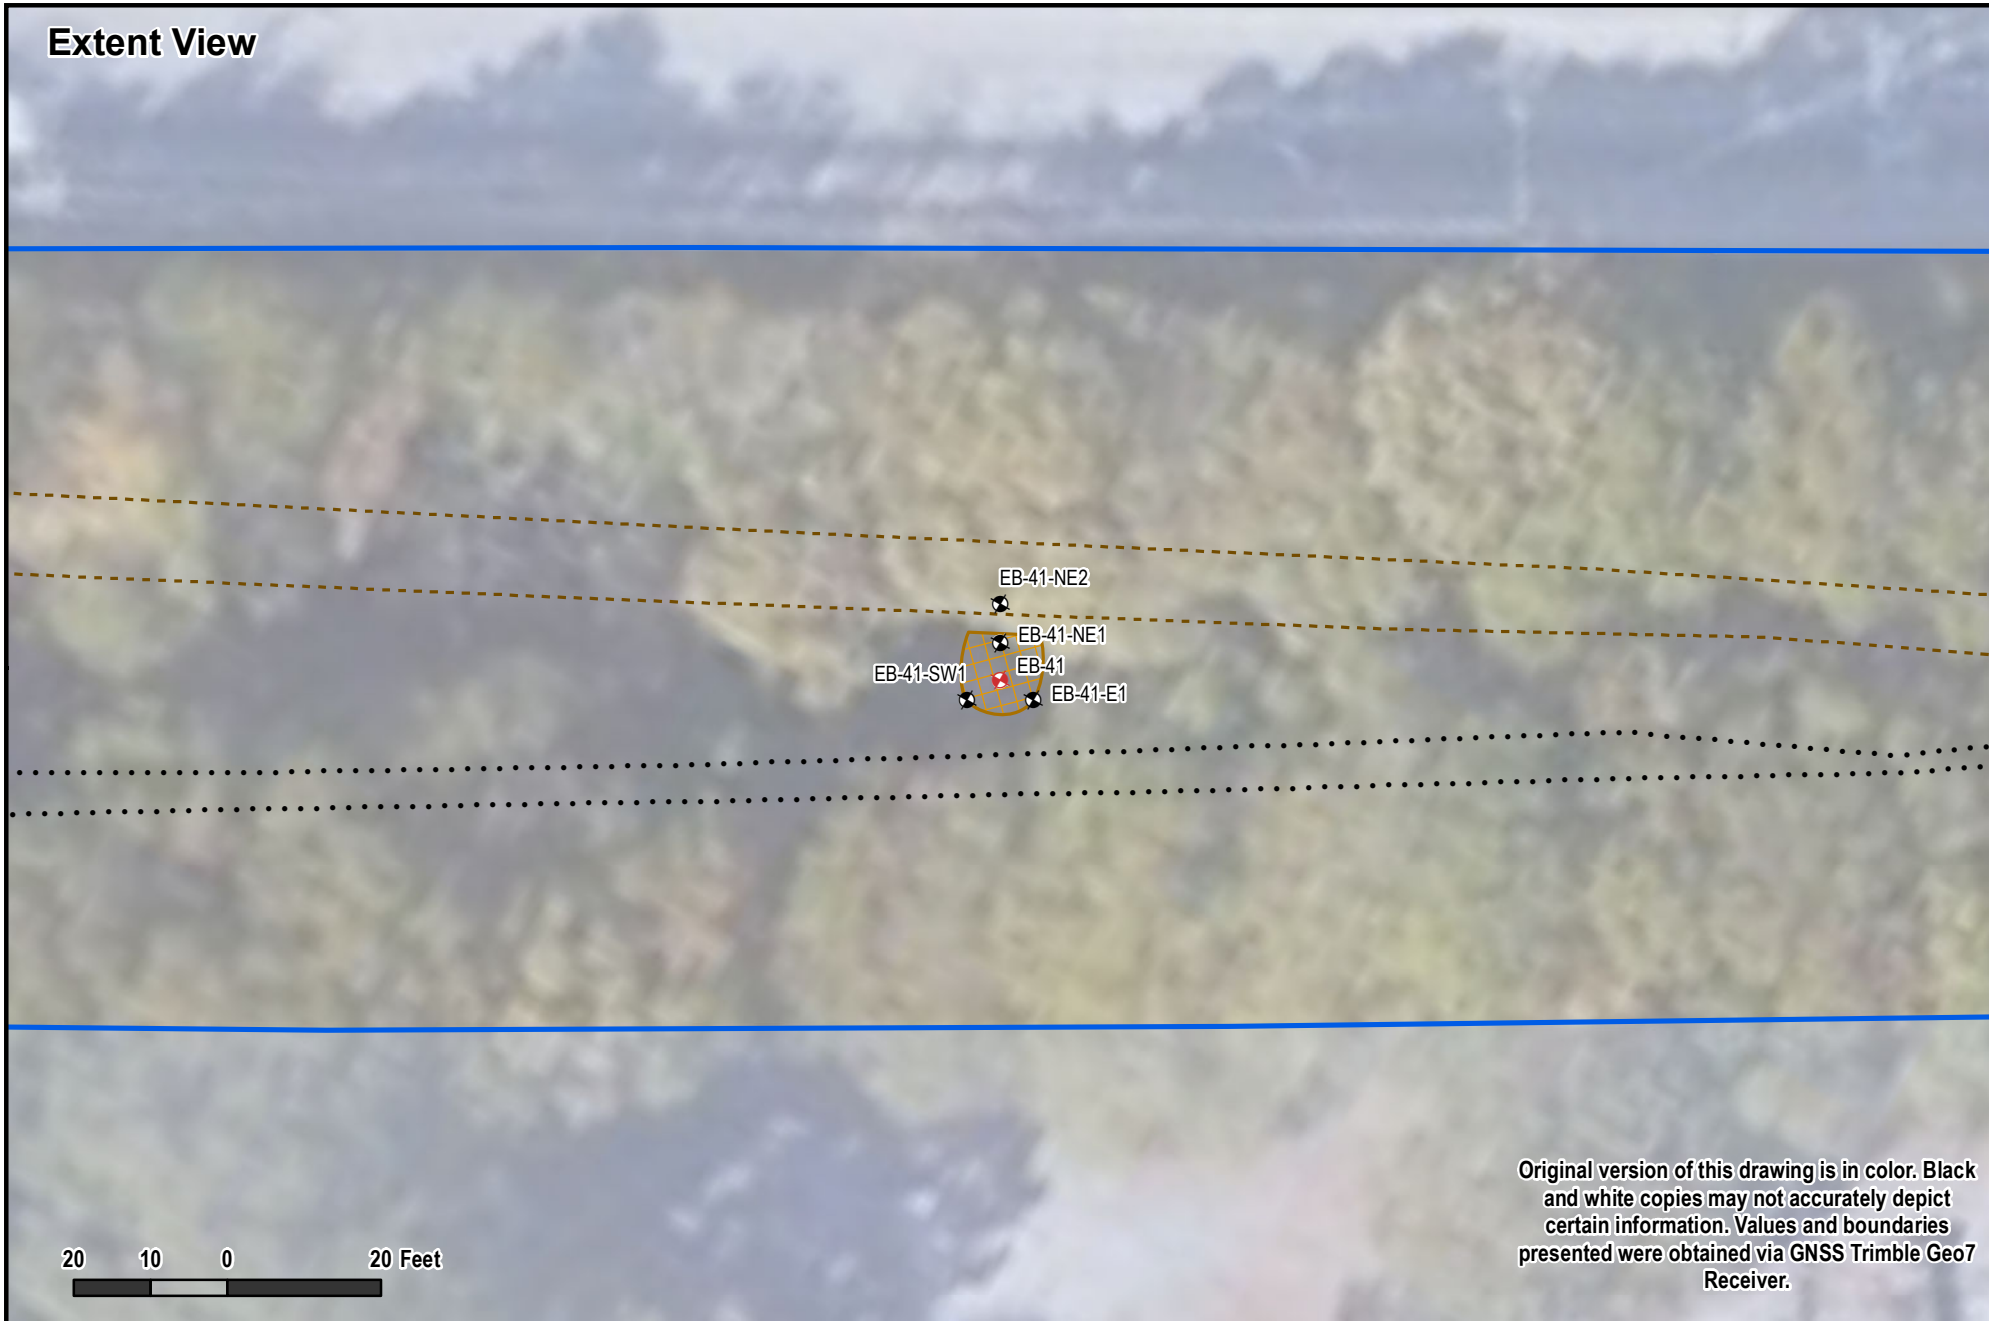 Extent View
EB-41-NE2
EB-41-NE1
EB-41
EB-41-SW1
EB-41-E1
Original version of this drawing is in color. Black
and white copies may not accurately depict
certain information. Values and boundaries
presented were obtained via GNSS Trimble Geo7
Receiver.
20 10 0 20 Feet